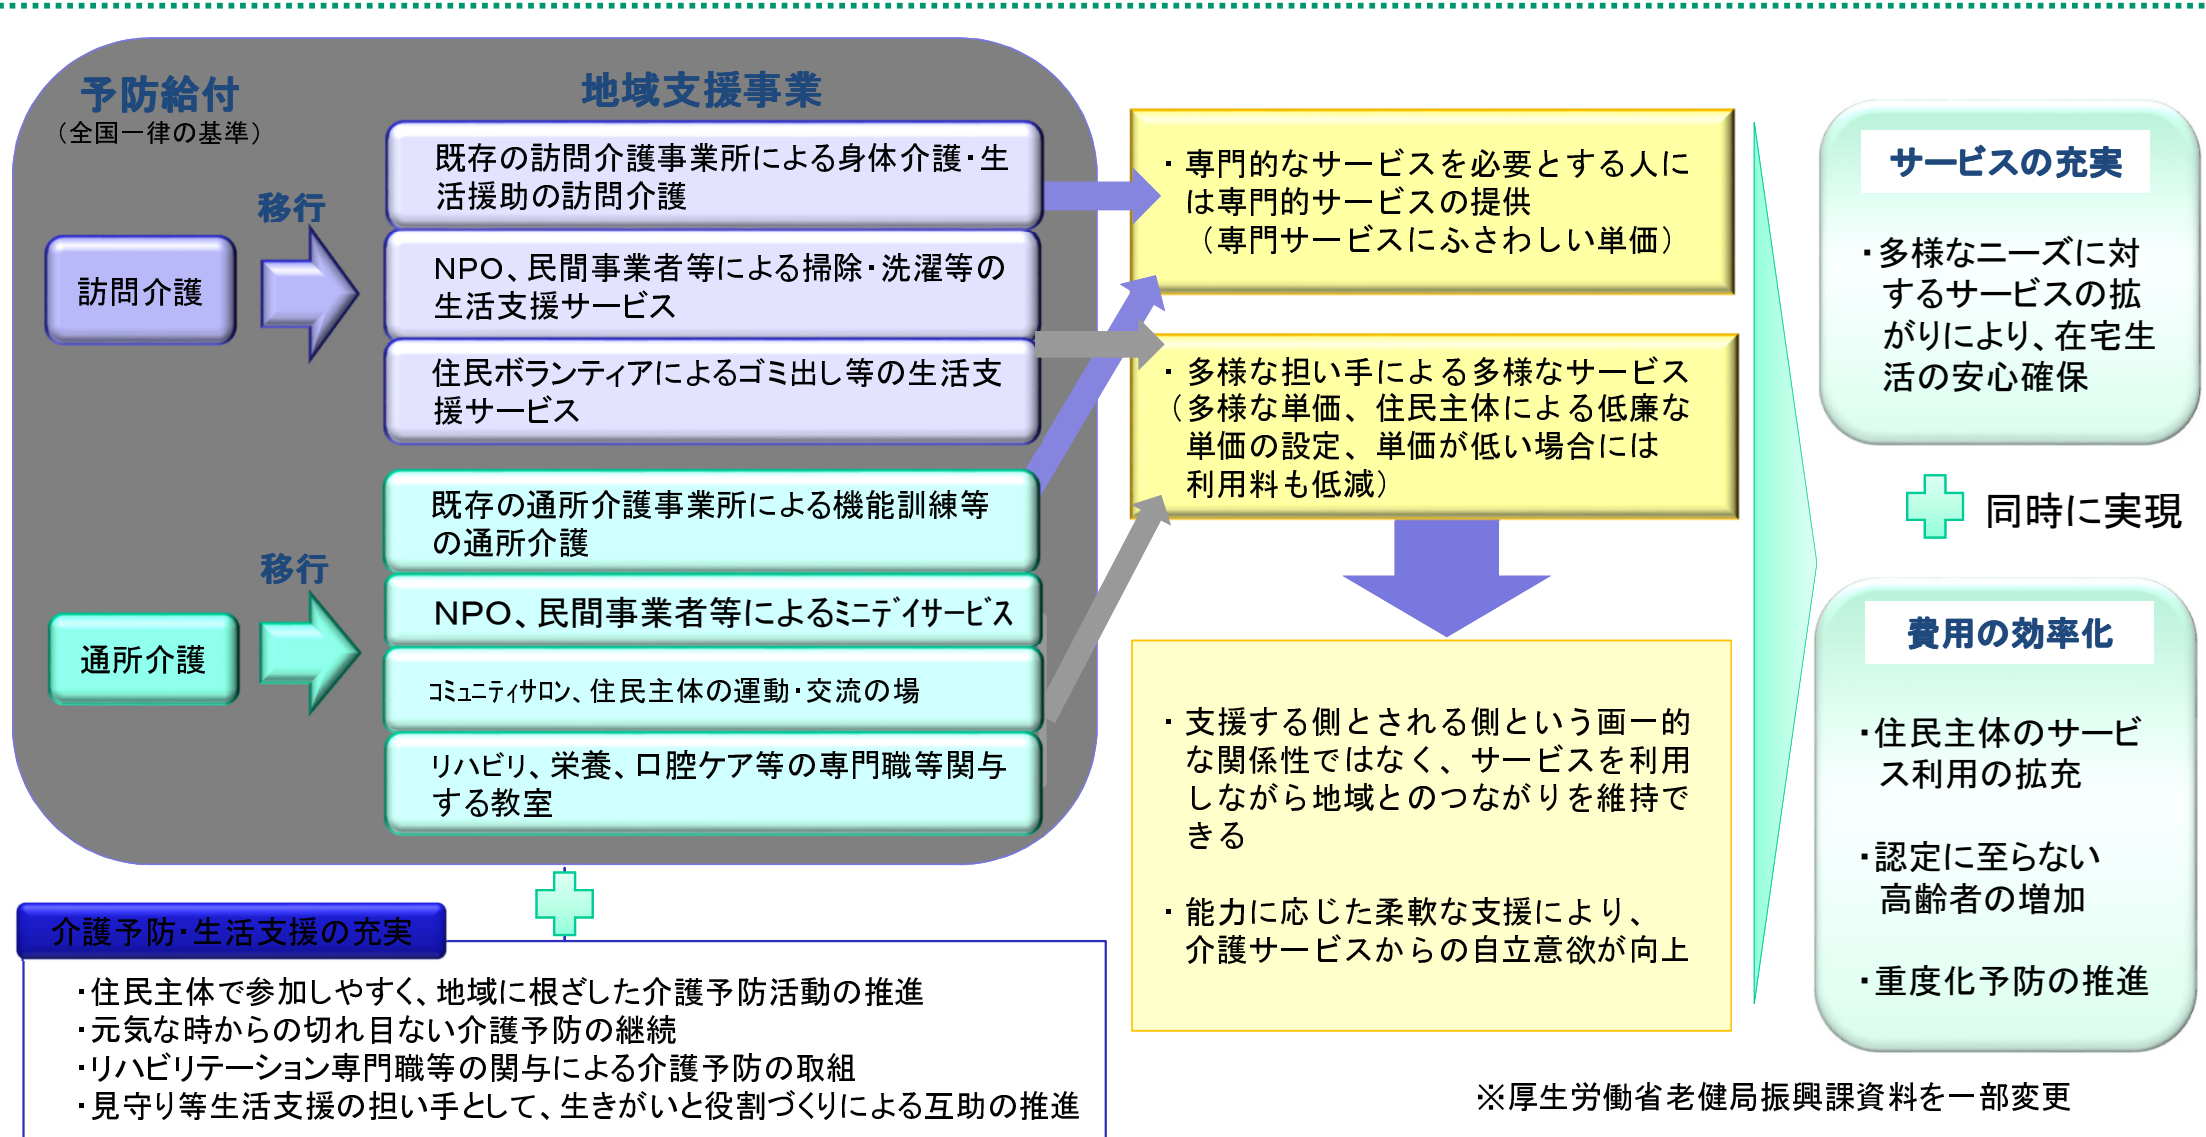 予防給付
（全国一律の基準）
地域支援事業
移行
訪問介護
既存の訪問介護事業所による身体介護・生
活援助の訪問介護
NPO、民間事業者等による掃除・洗濯等の
生活支援サービス
住民ボランティアによるゴミ出し等の生活支
援サービス
移行
通所介護
既存の通所介護事業所による機能訓練等
の通所介護
NPO、民間事業者等によるﾐﾆﾃﾞｲｻｰﾋﾞｽ
ｺﾐｭﾆﾃｨｻﾛﾝ、住民主体の運動・交流の場
リハビリ、栄養、口腔ケア等の専門職等関与
する教室
・専門的なサービスを必要とする人に
は専門的サービスの提供
（専門サービスにふさわしい単価）
・多様な担い手による多様なサービス
（多様な単価、住民主体による低廉な
単価の設定、単価が低い場合には
利用料も低減）
・支援する側とされる側という画一的
な関係性ではなく、サービスを利用
しながら地域とのつながりを維持で
きる
・能力に応じた柔軟な支援により、
介護サービスからの自立意欲が向上
サービスの充実
・多様なニーズに対
するサービスの拡
がりにより、在宅生
活の安心確保
同時に実現
費用の効率化
・住民主体のサービ
ス利用の拡充
・認定に至らない
高齢者の増加
・重度化予防の推進
介護予防・生活支援の充実
・住民主体で参加しやすく、地域に根ざした介護予防活動の推進
・元気な時からの切れ目ない介護予防の継続
・リハビリテーション専門職等の関与による介護予防の取組
・見守り等生活支援の担い手として、生きがいと役割づくりによる互助の推進
※厚生労働省老健局振興課資料を一部変更